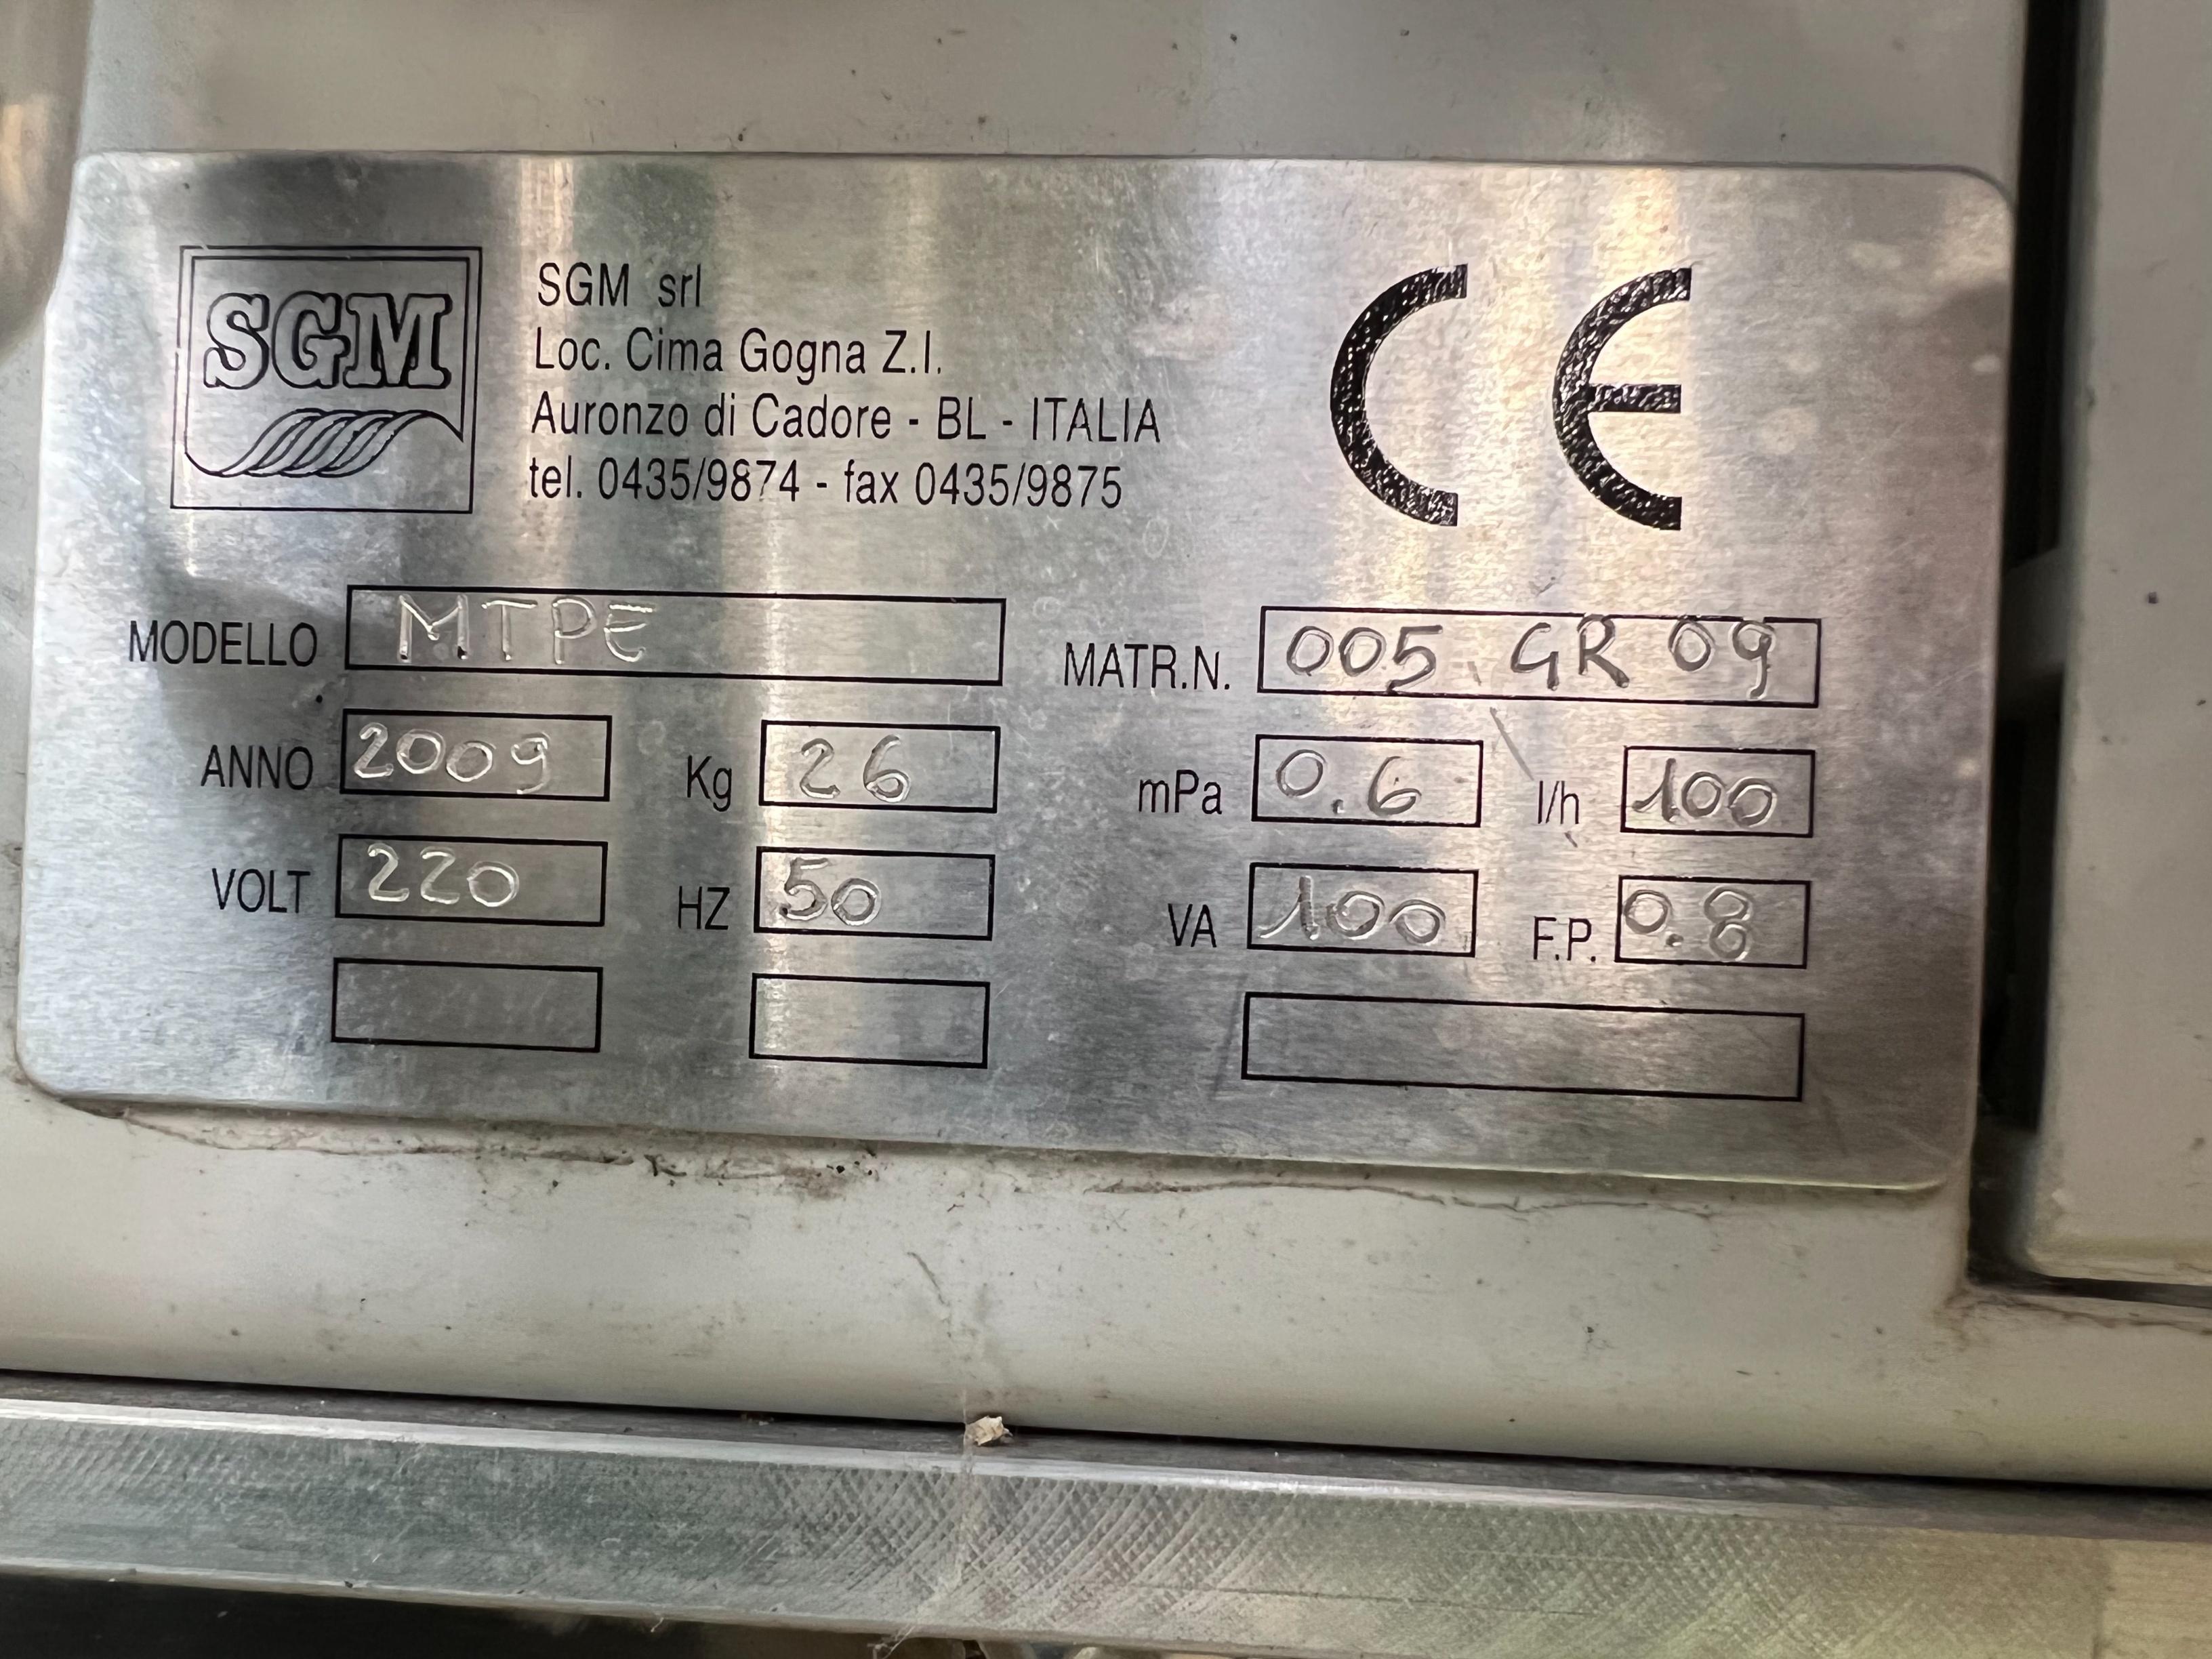 SGM
SGM srl
Loc. Cima Gogna Z.I.
Auronzo di Cadore - BL - ITALIA
tel. 0435/9874 - fax 0435/9875
CE
MODELLO MTPE MATR.N. 005. GR 09
ANNO 2009 Kg 26 mPa 0.6 l/h 100
VOLT 220 HZ 50 VA 100 F.P. 0.8